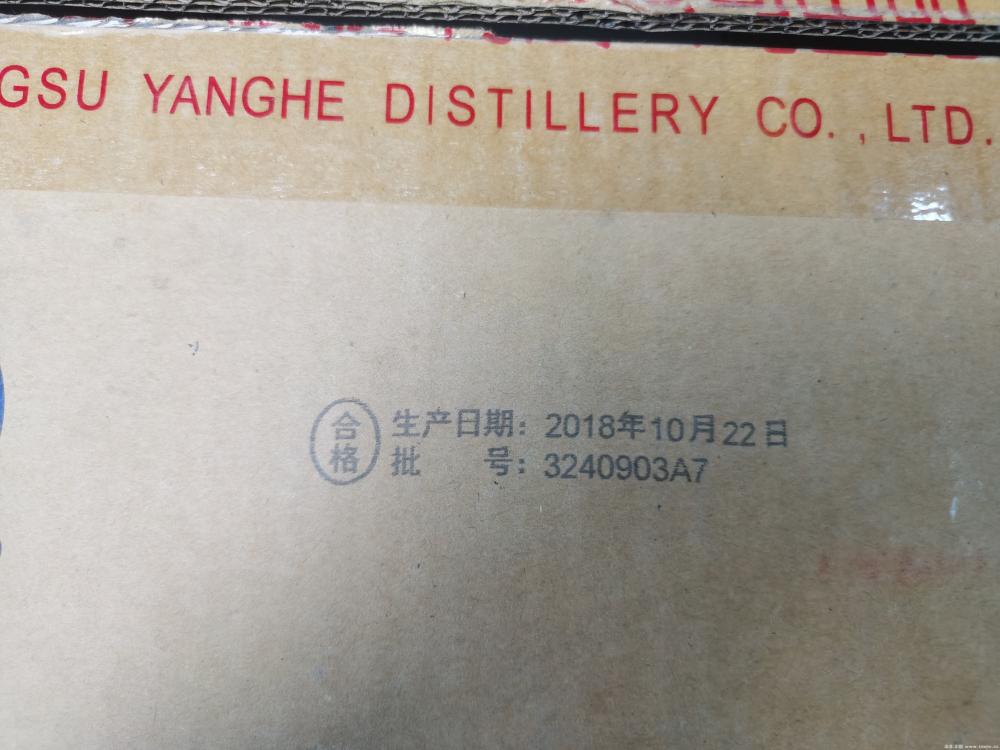 GSU YANGHE DISTILLERY CO.,LTD.
合格
生产日期：2018年10月22日
批 号：3240903A7